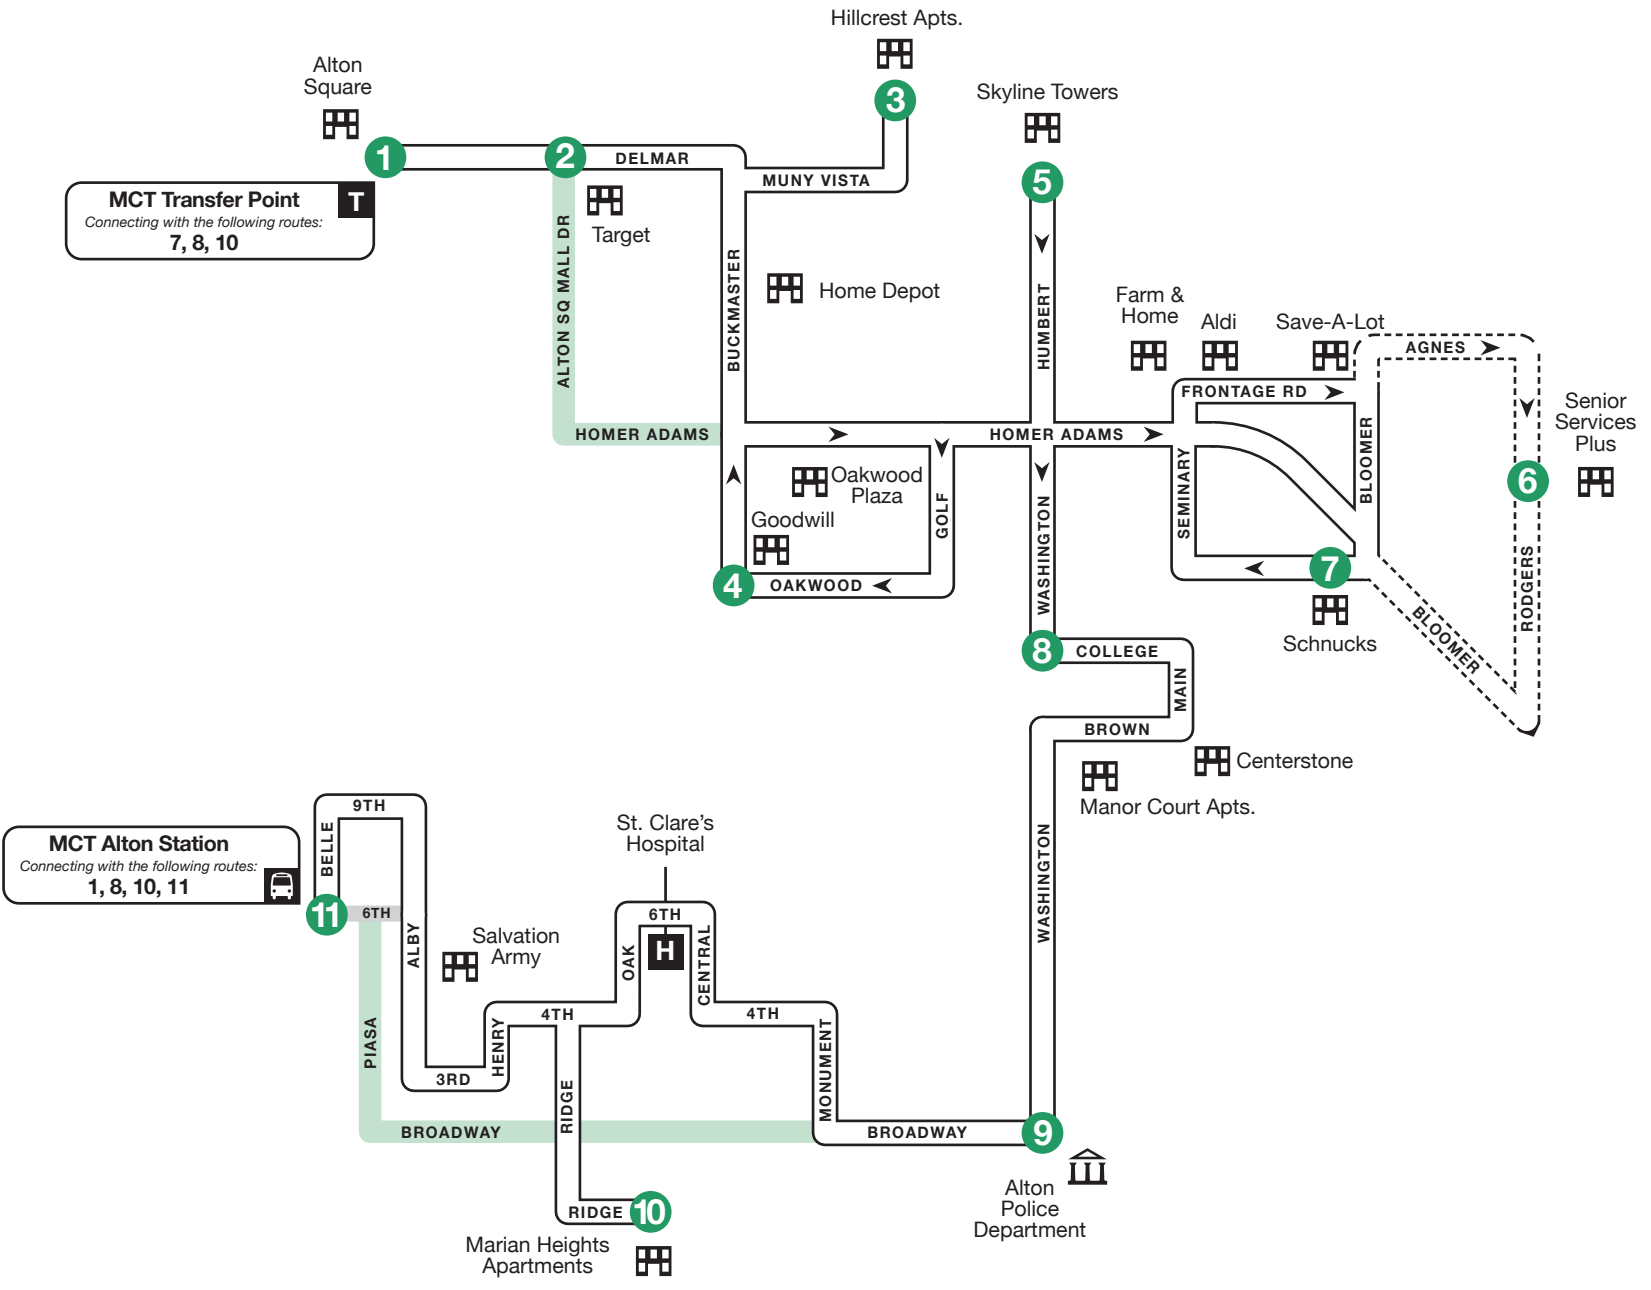 Hillcrest Apts.
3
Alton
Square
Skyline Towers
1
2
DELMAR
MUNY VISTA
5
MCT Transfer Point
T
Connecting with the following routes:
7, 8, 10
ALTON SQ MALL DR
Target
BUCKMASTER
Home Depot
HUMBERT
Farm &
Home
Aldi
Save-A-Lot
AGNES
FRONTAGE RD
Senior
Services
Plus
HOMER ADAMS
HOMER ADAMS
BLOOMER
6
Oakwood
Plaza
GOLF
WASHINGTON
SEMINARY
Goodwill
4
OAKWOOD
7
Schnucks
RODGERS
BLOOMER
8
COLLEGE
MAIN
BROWN
Centerstone
Manor Court Apts.
9TH
BELLE
MCT Alton Station
Connecting with the following routes:
1, 8, 10, 11
11
6TH
ALBY
Salvation
Army
St. Clare's
Hospital
6TH
H
OAK
CENTRAL
WASHINGTON
4TH
4TH
PIASA
HENRY
3RD
RIDGE
MONUMENT
BROADWAY
BROADWAY
9
RIDGE
10
Marian Heights
Apartments
Alton
Police
Department